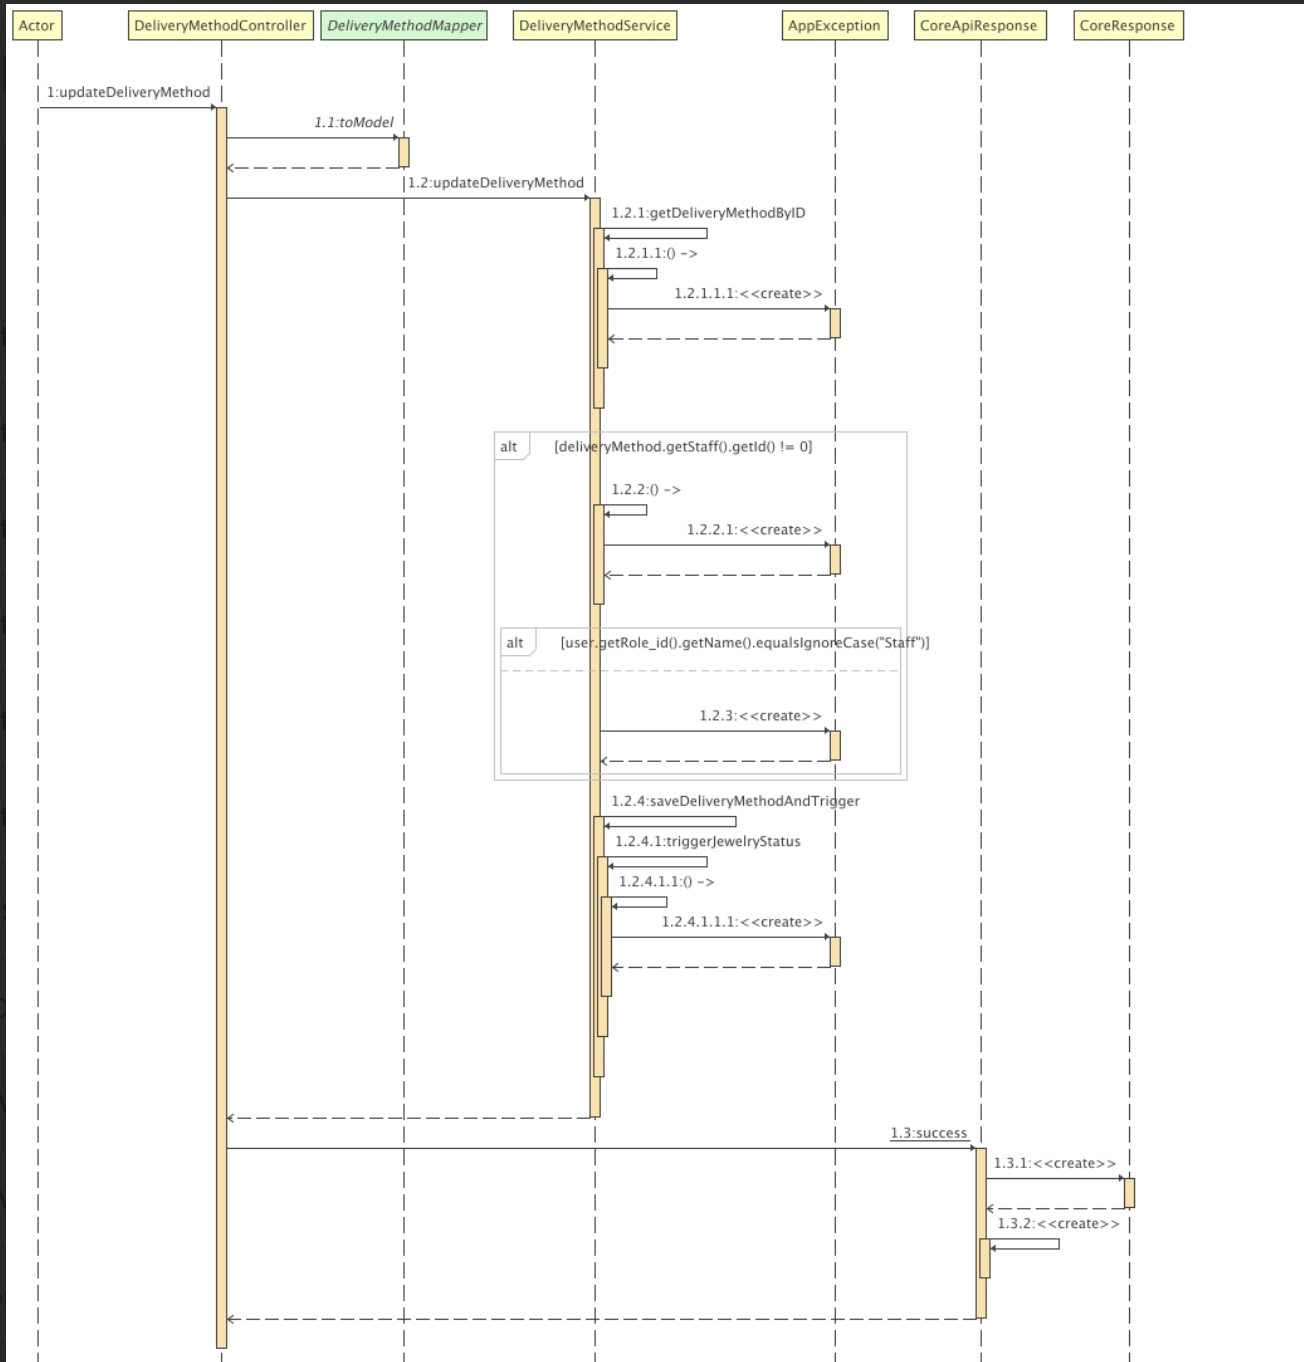 Actor DeliveryMethodController DeliveryMethodMapper DeliveryMethodService AppException CoreApiResponse CoreResponse
1:updateDeliveryMethod
1.1:toModel
1.2:updateDeliveryMethod
1.2.1:getDeliveryMethodByID
1.2.1.1:() ->
1.2.1.1.1:<<create>>
alt [deliveryMethod.getStaff().getId() != 0]
1.2.2:() ->
1.2.2.1:<<create>>
alt [user.getRole_id().getName().equalsIgnoreCase("Staff")]
1.2.3:<<create>>
1.2.4:saveDeliveryMethodAndTrigger
1.2.4.1:triggerJewelryStatus
1.2.4.1.1:() ->
1.2.4.1.1.1:<<create>>
1.3:success
1.3.1:<<create>>
1.3.2:<<create>>